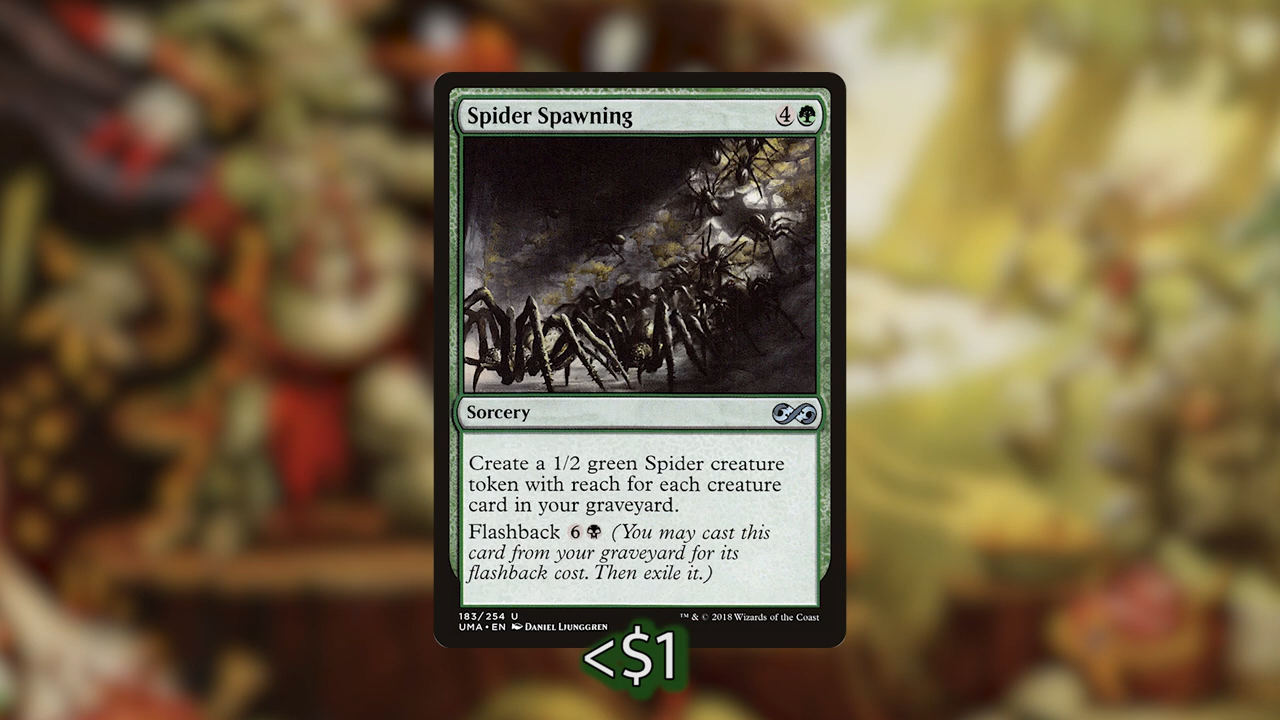 Spider Spawning 4
Sorcery
Create a 1/2 green Spider creature
token with reach for each creature
card in your graveyard.
Flashback 6 (You may cast this
card from your graveyard for its
flashback cost. Then exile it.)
183/254 U
UMA • EN Daniel Ljunggren
™ & © 2018 Wizards of the Coast
<$1